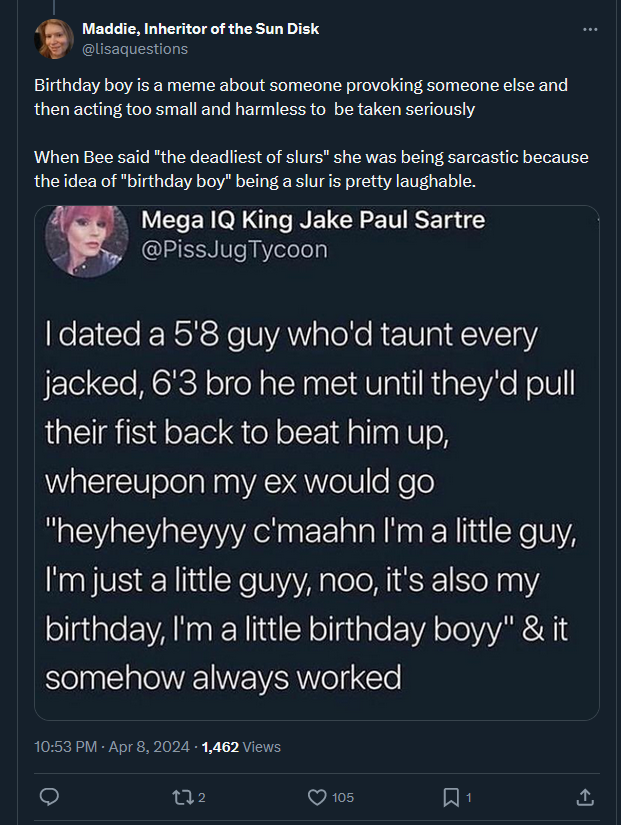 Maddie, Inheritor of the Sun Disk
@lisaquestions
Birthday boy is a meme about someone provoking someone else and
then acting too small and harmless to be taken seriously
When Bee said "the deadliest of slurs" she was being sarcastic because
the idea of "birthday boy" being a slur is pretty laughable.
Mega IQ King Jake Paul Sartre
@PissJugTycoon
I dated a 5'8 guy who'd taunt every
jacked, 6'3 bro he met until they'd pull
their fist back to beat him up,
whereupon my ex would go
"heyheyheyyy c'maahn I'm a little guy,
I'm just a little guyy, noo, it's also my
birthday, I'm a little birthday boyy" & it
somehow always worked
10:53 PM · Apr 8, 2024 · 1,462 Views
2 105 1